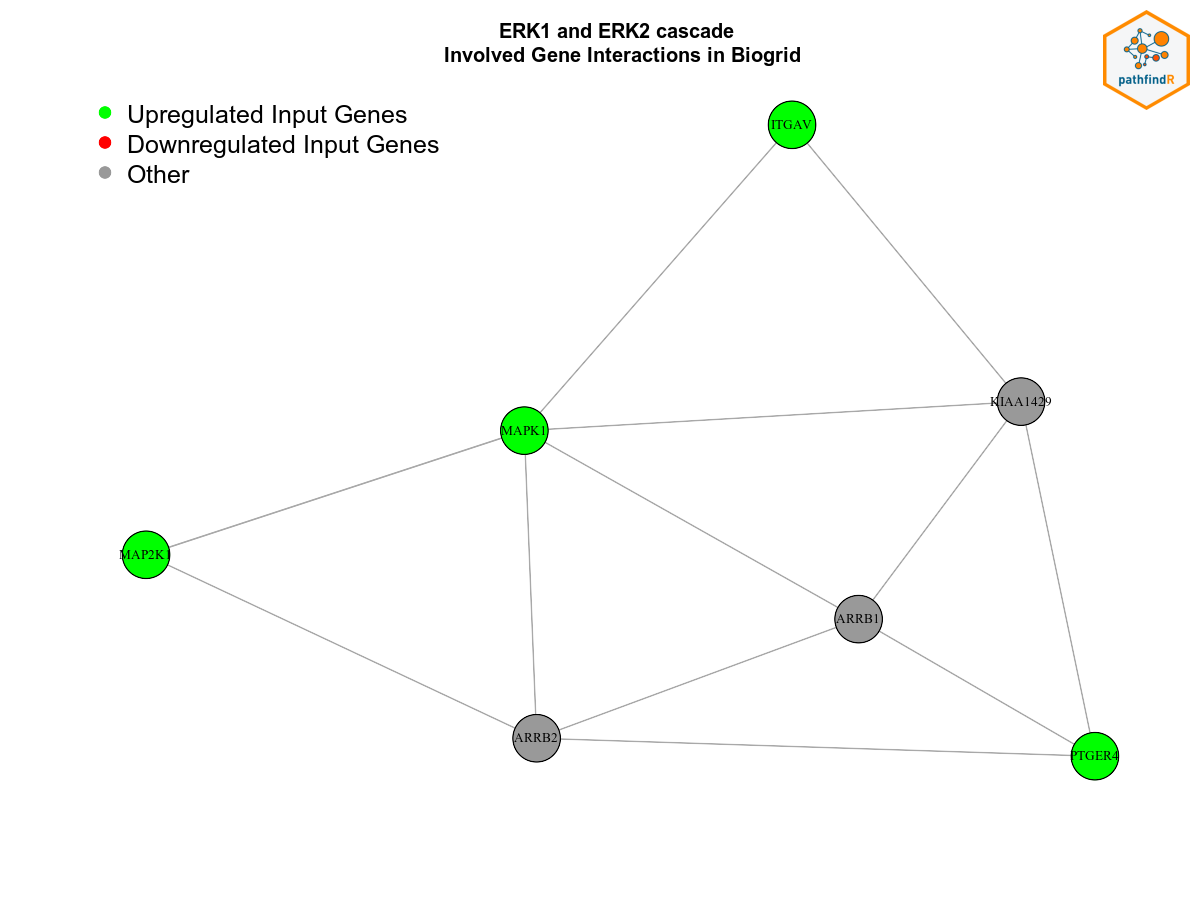 ERK1 and ERK2 cascade
Involved Gene Interactions in Biogrid
pathfindR
Upregulated Input Genes
Downregulated Input Genes
Other
ITGAV
KIAA1429
MAPK1
MAP2K1
ARRB1
ARRB2
PTGER4